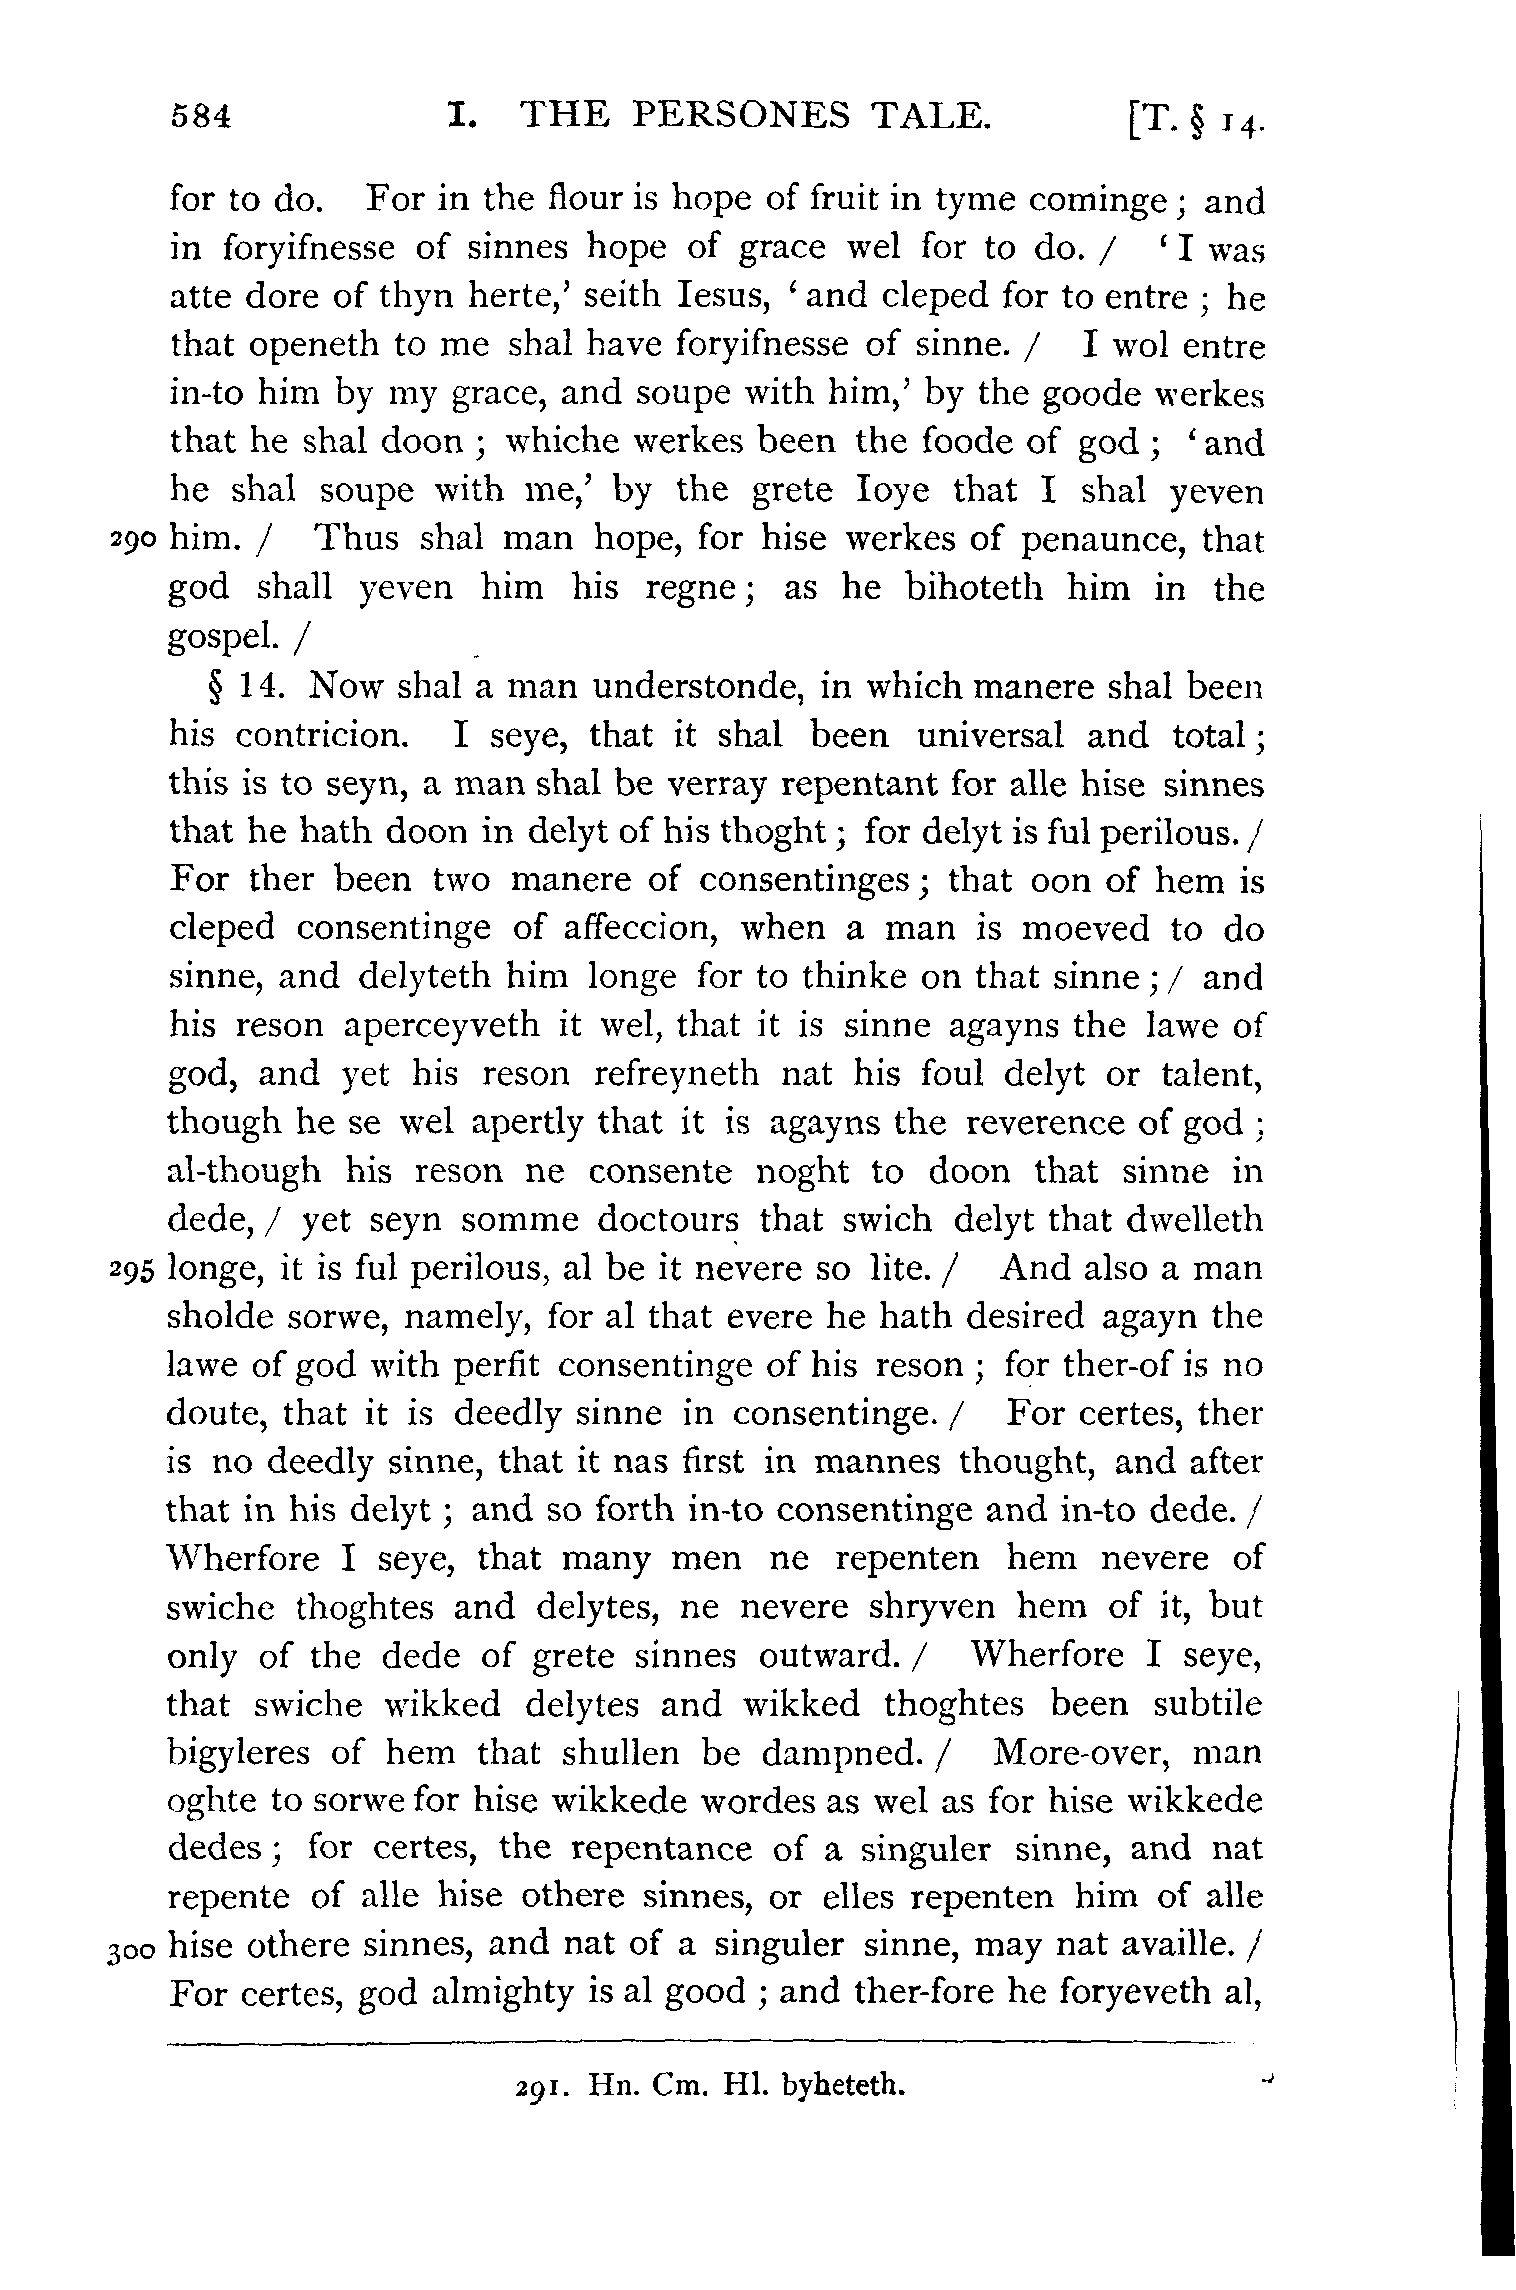 584 I. THE PERSONES TALE. [T. § 14.
for to do. For in the flour is hope of fruit in tyme cominge ; and
in foryifnesse of sinnes hope of grace wel for to do. / ‘ I was
atte dore of thyn herte,’ seith Iesus, ‘ and cleped for to entre ; he
that openeth to me shal have foryifnesse of sinne. / I wol entre
in-to him by my grace, and soupe with him,’ by the goode werkes
that he shal doon ; whiche werkes been the foode of god ; ‘ and
he shal soupe with me,’ by the grete Ioye that I shal yeven
290 him. / Thus shal man hope, for hise werkes of penaunce, that
god shall yeven him his regne ; as he bihoteth him in the
gospel. /
§ 14. Now shal a man understonde, in which manere shal been
his contricion. I seye, that it shal been universal and total ;
this is to seyn, a man shal be verray repentant for alle hise sinnes
that he hath doon in delyt of his thoght ; for delyt is ful perilous. /
For ther been two manere of consentinges ; that oon of hem is
cleped consentinge of affeccion, when a man is moeved to do
sinne, and delyteth him longe for to thinke on that sinne ; / and
his reson aperceyveth it wel, that it is sinne agayns the lawe of
god, and yet his reson refreyneth nat his foul delyt or talent,
though he se wel apertly that it is agayns the reverence of god ;
al-though his reson ne consente noght to doon that sinne in
dede, / yet seyn somme doctours that swich delyt that dwelleth
295 longe, it is ful perilous, al be it nevere so lite. / And also a man
sholde sorwe, namely, for al that evere he hath desired agayn the
lawe of god with perfit consentinge of his reson ; for ther-of is no
doute, that it is deedly sinne in consentinge. / For certes, ther
is no deedly sinne, that it nas first in mannes thought, and after
that in his delyt ; and so forth in-to consentinge and in-to dede. /
Wherfore I seye, that many men ne repenten hem nevere of
swiche thoghtes and delytes, ne nevere shryven hem of it, but
only of the dede of grete sinnes outward. / Wherfore I seye,
that swiche wikked delytes and wikked thoghtes been subtile
bigyleres of hem that shullen be dampned. / More-over, man
oghte to sorwe for hise wikkede wordes as wel as for hise wikkede
dedes ; for certes, the repentance of a singuler sinne, and nat
repente of alle hise othere sinnes, or elles repenten him of alle
300 hise othere sinnes, and nat of a singuler sinne, may nat availle. /
For certes, god almighty is al good ; and ther-fore he foryeveth al,
291. Hn. Cm. Hl. byheteth.